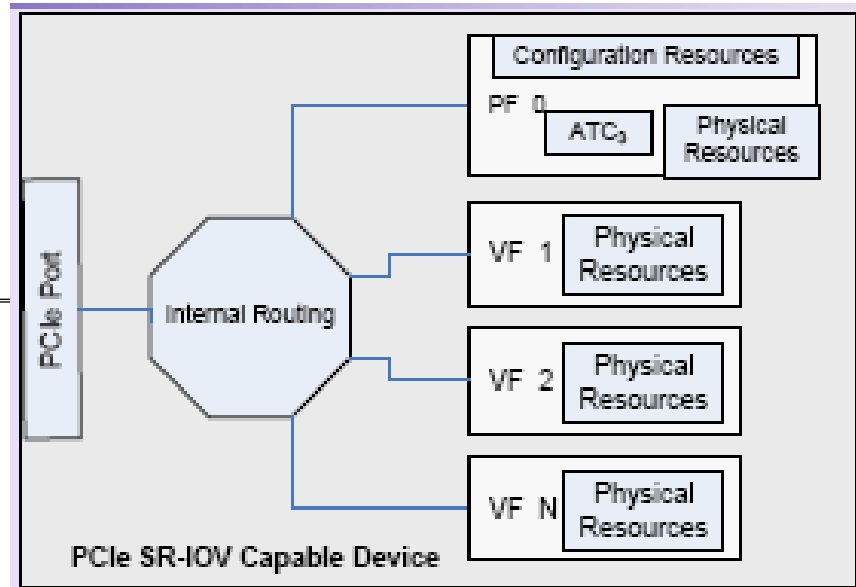 Configuration Resources
PF 0
ATC₀
Physical
Resources
PCIe Port
Internal Routing
VF 1
Physical
Resources
VF 2
Physical
Resources
VF N
Physical
Resources
PCIe SR-IOV Capable Device